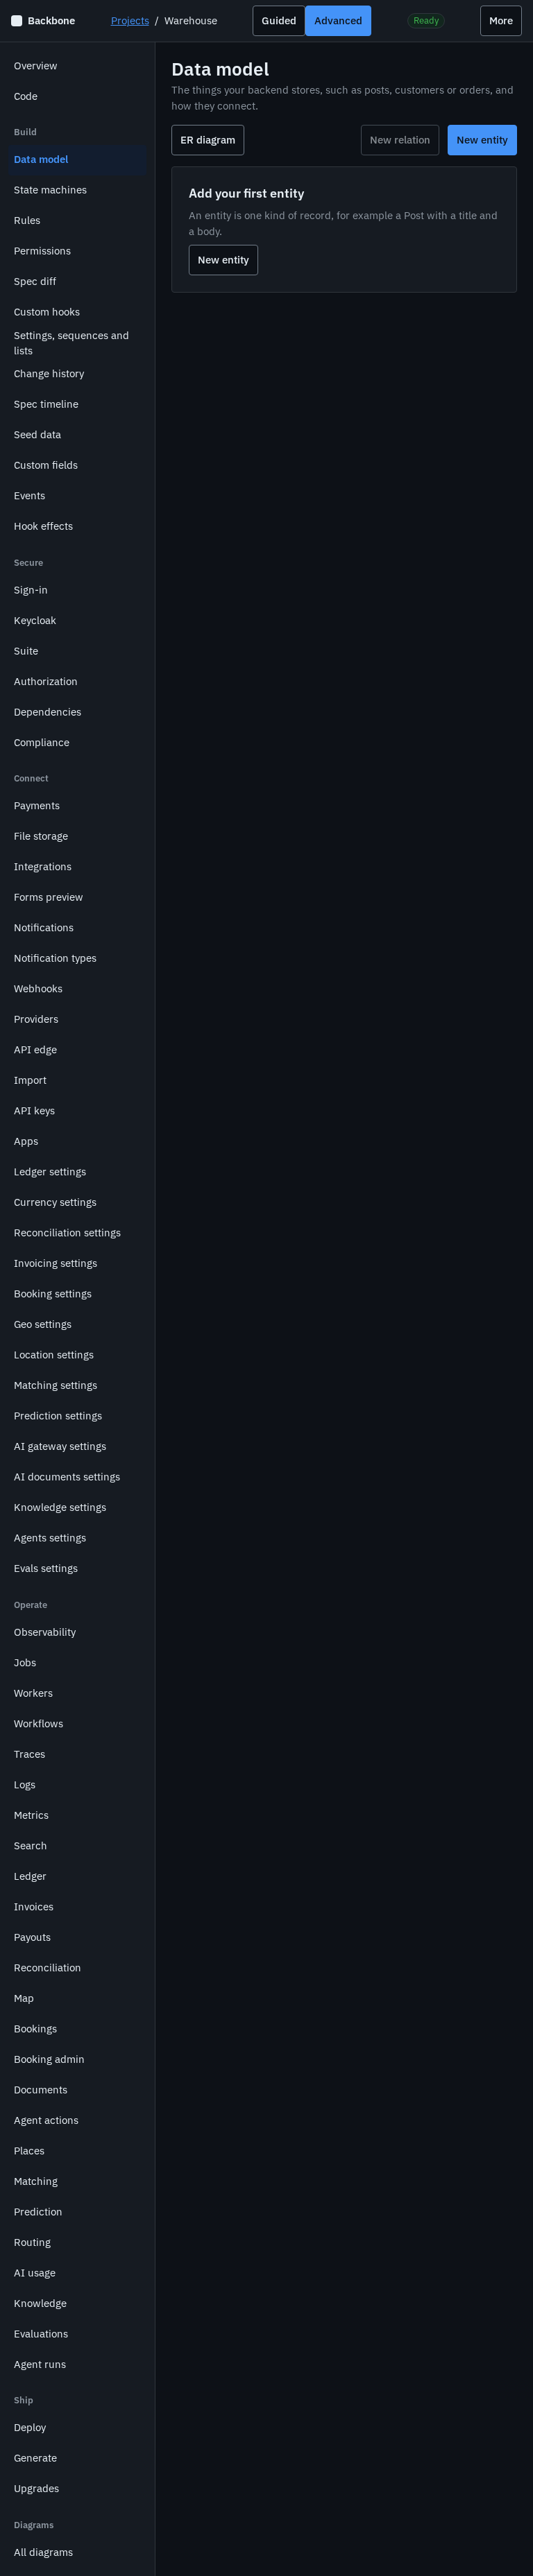 Backbone
Projects / Warehouse
Guided
Advanced
Ready
More
Overview
Code
Build
Data model
State machines
Rules
Permissions
Spec diff
Custom hooks
Settings, sequences and
lists
Change history
Spec timeline
Seed data
Custom fields
Events
Hook effects
Secure
Sign-in
Keycloak
Suite
Authorization
Dependencies
Compliance
Connect
Payments
File storage
Integrations
Forms preview
Notifications
Notification types
Webhooks
Providers
API edge
Import
API keys
Apps
Ledger settings
Currency settings
Reconciliation settings
Invoicing settings
Booking settings
Geo settings
Location settings
Matching settings
Prediction settings
AI gateway settings
AI documents settings
Knowledge settings
Agents settings
Evals settings
Operate
Observability
Jobs
Workers
Workflows
Traces
Logs
Metrics
Search
Ledger
Invoices
Payouts
Reconciliation
Map
Bookings
Booking admin
Documents
Agent actions
Places
Matching
Prediction
Routing
AI usage
Knowledge
Evaluations
Agent runs
Ship
Deploy
Generate
Upgrades
Diagrams
All diagrams
Data model
The things your backend stores, such as posts, customers or orders, and
how they connect.
ER diagram
New relation
New entity
Add your first entity
An entity is one kind of record, for example a Post with a title and
a body.
New entity